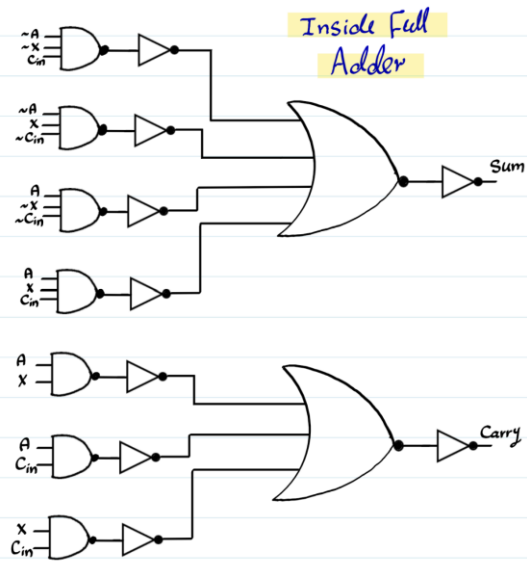 Inside Full
Adder
~A
~X
Cin
~A
X
~Cin
A
~X
~Cin
A
X
Cin
Sum
A
X
A
Cin
X
Cin
Carry